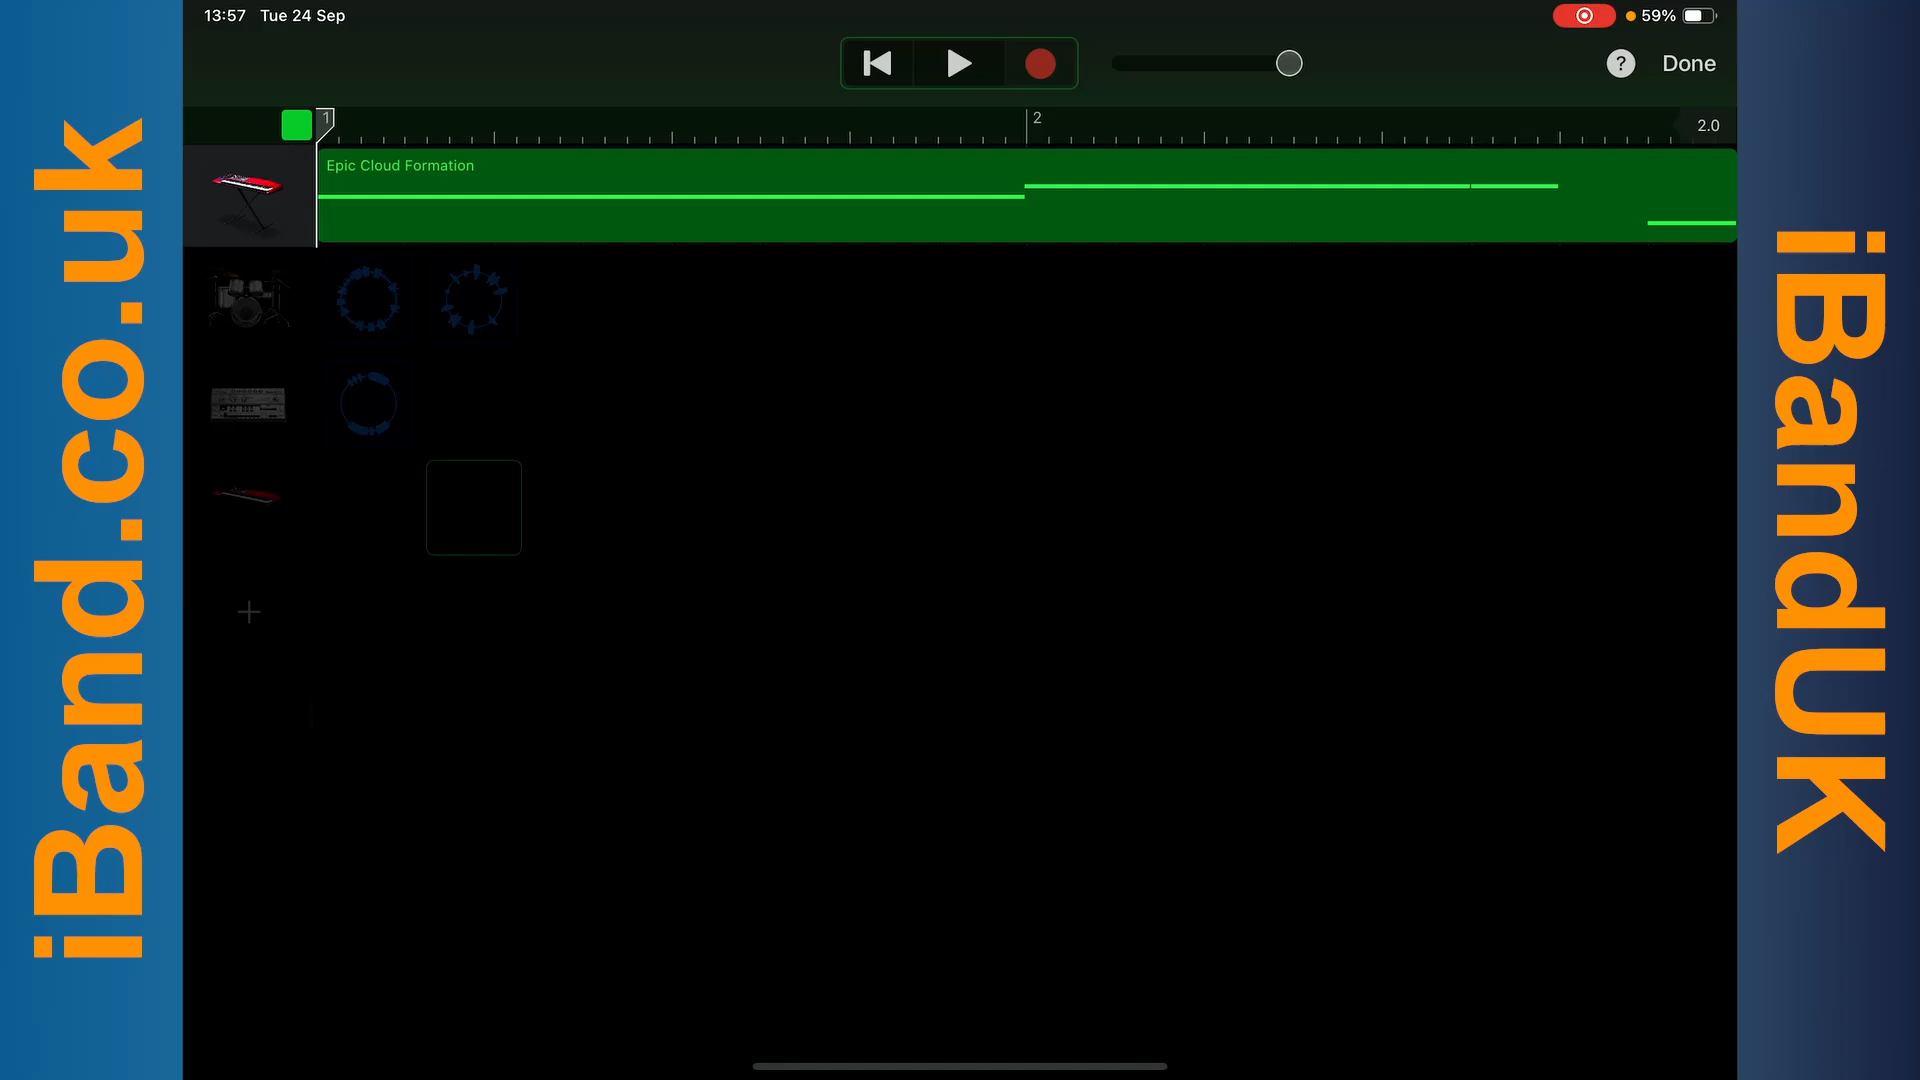 iBand.co.uk
13:57 Tue 24 Sep
59%
? Done
1 2 2.0
Epic Cloud Formation
iBandUK